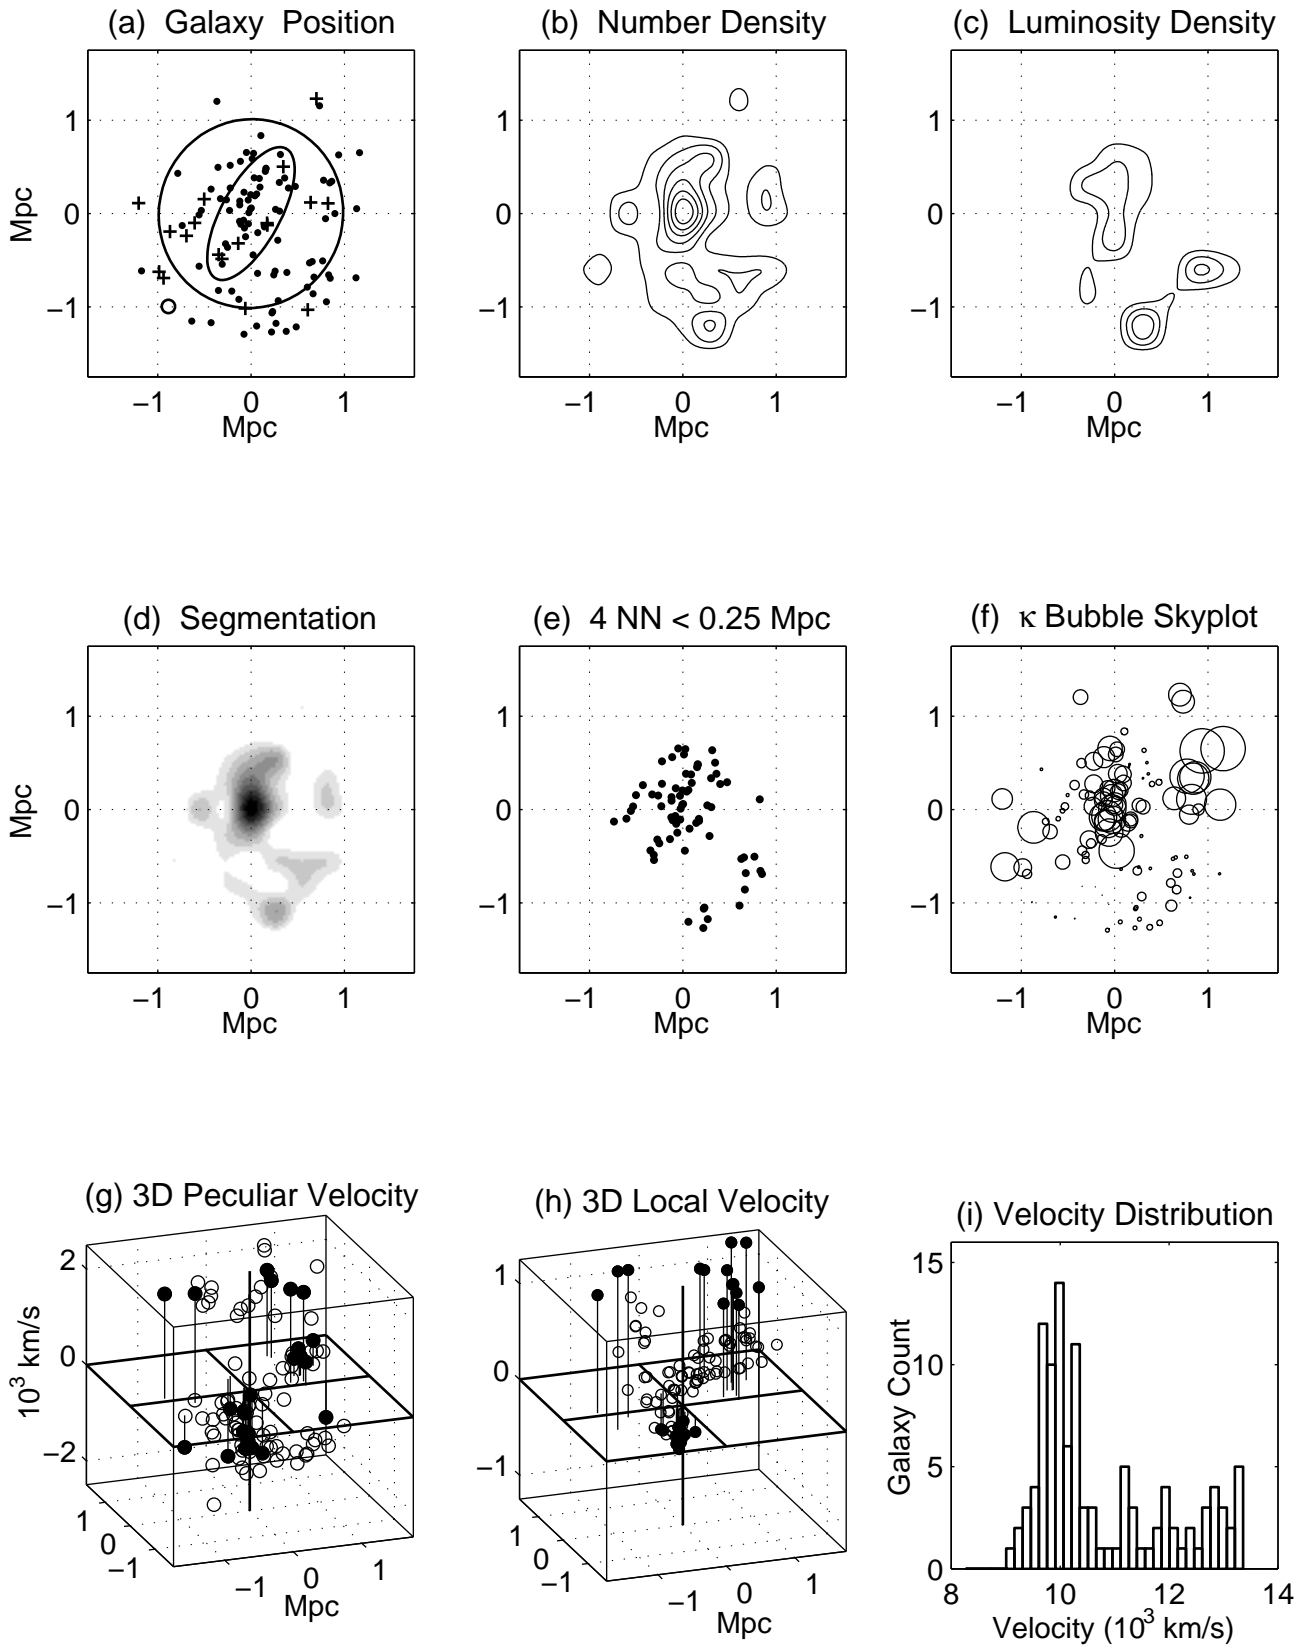 (a) Galaxy Position
(b) Number Density
(c) Luminosity Density
1
0
−1
Mpc
−1 0 1
Mpc
1
0
−1
−1 0 1
Mpc
1
0
−1
−1 0 1
Mpc
(d) Segmentation
(e) 4 NN < 0.25 Mpc
(f) κ Bubble Skyplot
1
0
−1
Mpc
−1 0 1
Mpc
1
0
−1
−1 0 1
Mpc
1
0
−1
−1 0 1
Mpc
(g) 3D Peculiar Velocity
(h) 3D Local Velocity
(i) Velocity Distribution
2
0
−2
10³ km/s
1
0
−1
−1
0
1
Mpc
1
0
−1
1
0
−1
−1
0
1
Mpc
15
10
5
0
Galaxy Count
8 10 12 14
Velocity (10³ km/s)